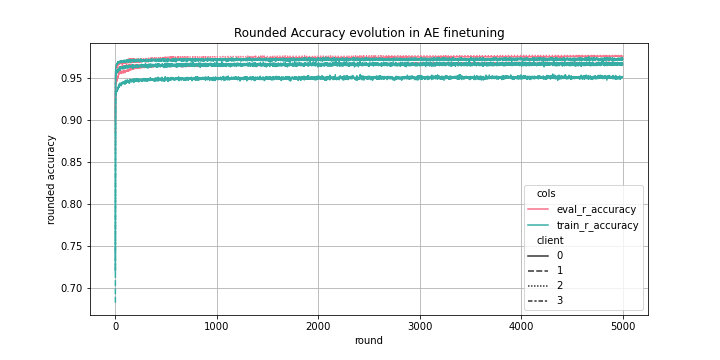 Rounded Accuracy evolution in AE finetuning
rounded accuracy
0.95
0.90
0.85
0.80
0.75
0.70
0
1000
2000
3000
4000
5000
round
cols
eval_r_accuracy
train_r_accuracy
client
0
1
2
3